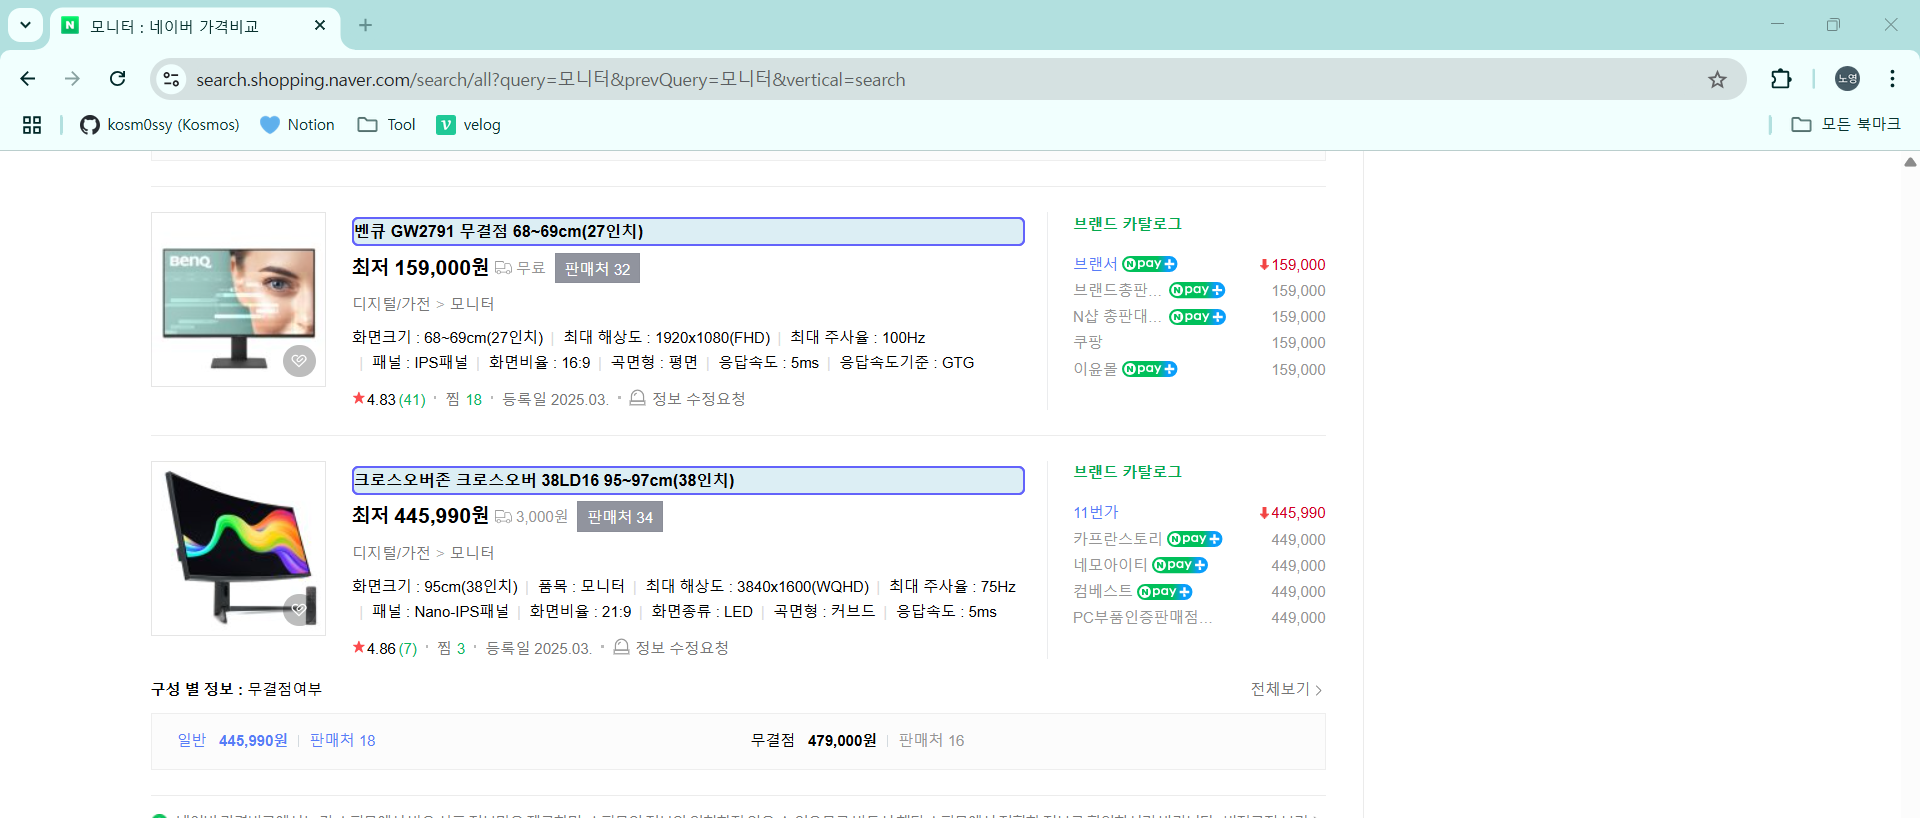 모니터 : 네이버 가격비교
search.shopping.naver.com/search/all?query=모니터&prevQuery=모니터&vertical=search
노영
kosm0ssy (Kosmos)
Notion
Tool
velog
모든 북마크
BenQ
벤큐 GW2791 무결점 68~69cm(27인치)
최저 159,000원 무료 판매처 32
디지털/가전 > 모니터
화면크기 : 68~69cm(27인치) | 최대 해상도 : 1920x1080(FHD) | 최대 주사율 : 100Hz
| 패널 : IPS패널 | 화면비율 : 16:9 | 곡면형 : 평면 | 응답속도 : 5ms | 응답속도기준 : GTG
★4.83 (41) · 찜 18 · 등록일 2025.03. · 정보 수정요청
브랜드 카탈로그
브랜서 N pay + 159,000
브랜드총판... N pay + 159,000
N샵 총판대... N pay + 159,000
쿠팡 159,000
이윤몰 N pay + 159,000
크로스오버존 크로스오버 38LD16 95~97cm(38인치)
최저 445,990원 3,000원 판매처 34
디지털/가전 > 모니터
화면크기 : 95cm(38인치) | 품목 : 모니터 | 최대 해상도 : 3840x1600(WQHD) | 최대 주사율 : 75Hz
| 패널 : Nano-IPS패널 | 화면비율 : 21:9 | 화면종류 : LED | 곡면형 : 커브드 | 응답속도 : 5ms
★4.86 (7) · 찜 3 · 등록일 2025.03. · 정보 수정요청
브랜드 카탈로그
11번가 445,990
카프란스토리 N pay + 449,000
네모아이티 N pay + 449,000
컴베스트 N pay + 449,000
PC부품인증판매점... 449,000
구성 별 정보 : 무결점여부
전체보기 >
일반 445,990원 | 판매처 18
무결점 479,000원 | 판매처 16